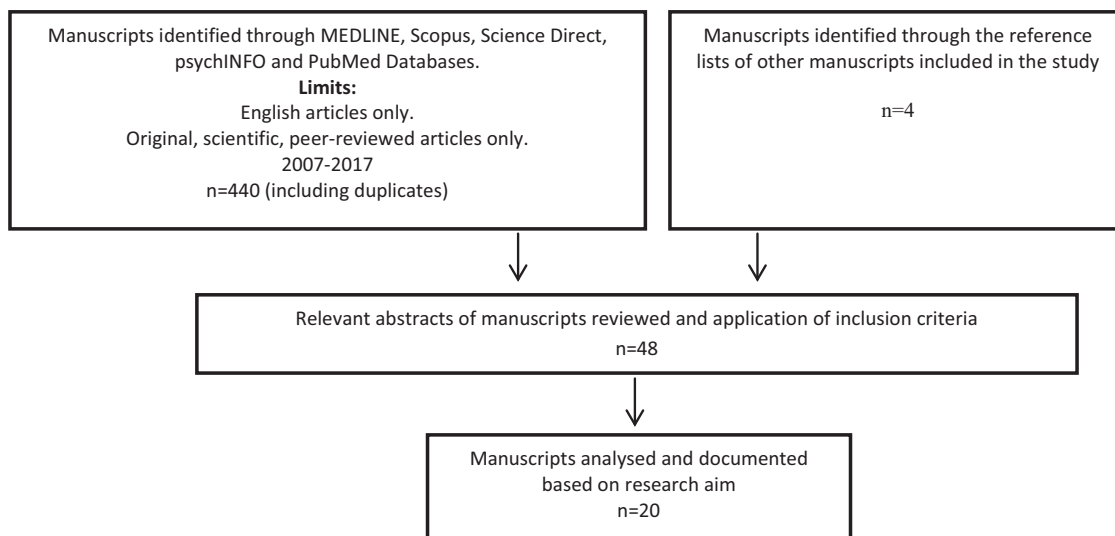 Manuscripts identified through MEDLINE, Scopus, Science Direct,
psychINFO and PubMed Databases.
Limits:
English articles only.
Original, scientific, peer-reviewed articles only.
2007-2017
n=440 (including duplicates)
Manuscripts identified through the reference
lists of other manuscripts included in the study
n=4
Relevant abstracts of manuscripts reviewed and application of inclusion criteria
n=48
Manuscripts analysed and documented
based on research aim
n=20